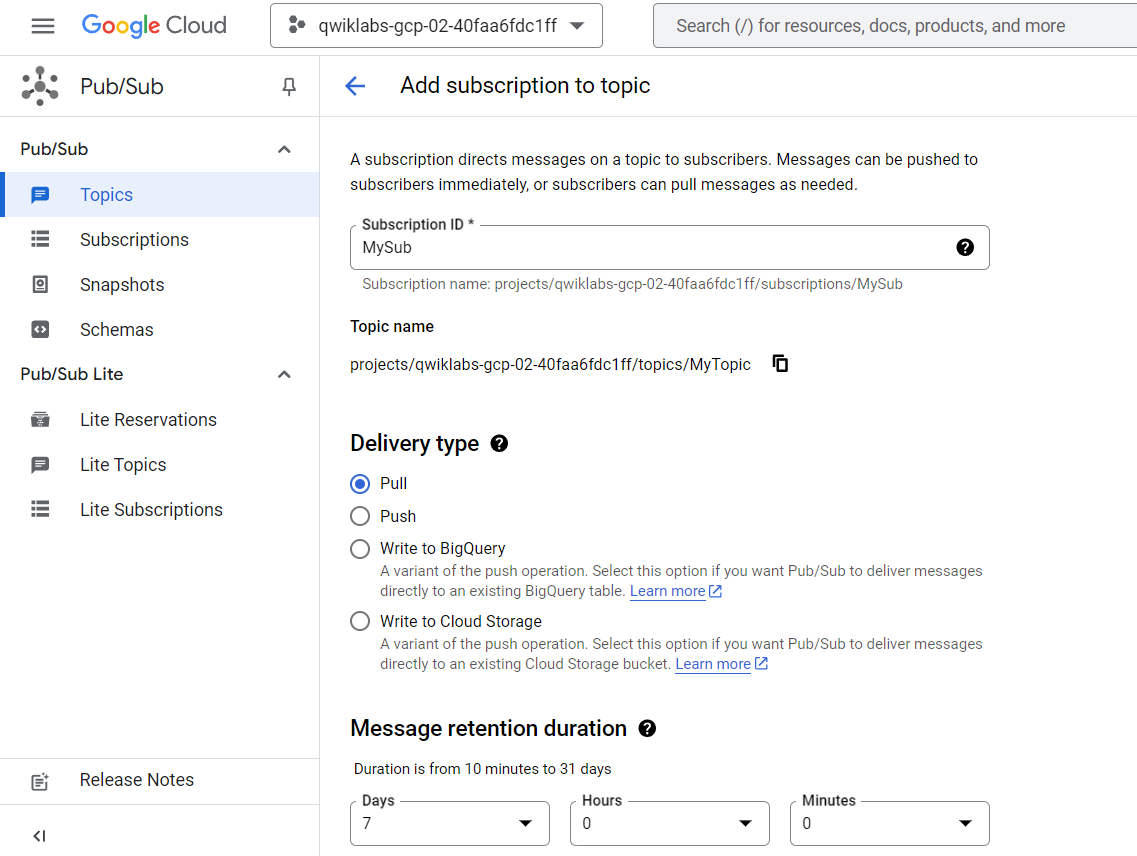 Google Cloud
qwiklabs-gcp-02-40faa6fdc1ff
Search (/) for resources, docs, products, and more
Pub/Sub
Add subscription to topic
Pub/Sub
Topics
Subscriptions
Snapshots
Schemas
Pub/Sub Lite
Lite Reservations
Lite Topics
Lite Subscriptions
Release Notes
A subscription directs messages on a topic to subscribers. Messages can be pushed to
subscribers immediately, or subscribers can pull messages as needed.
Subscription ID *
MySub
Subscription name: projects/qwiklabs-gcp-02-40faa6fdc1ff/subscriptions/MySub
Topic name
projects/qwiklabs-gcp-02-40faa6fdc1ff/topics/MyTopic
Delivery type
Pull
Push
Write to BigQuery
A variant of the push operation. Select this option if you want Pub/Sub to deliver messages
directly to an existing BigQuery table. Learn more
Write to Cloud Storage
A variant of the push operation. Select this option if you want Pub/Sub to deliver messages
directly to an existing Cloud Storage bucket. Learn more
Message retention duration
Duration is from 10 minutes to 31 days
Days
7
Hours
0
Minutes
0